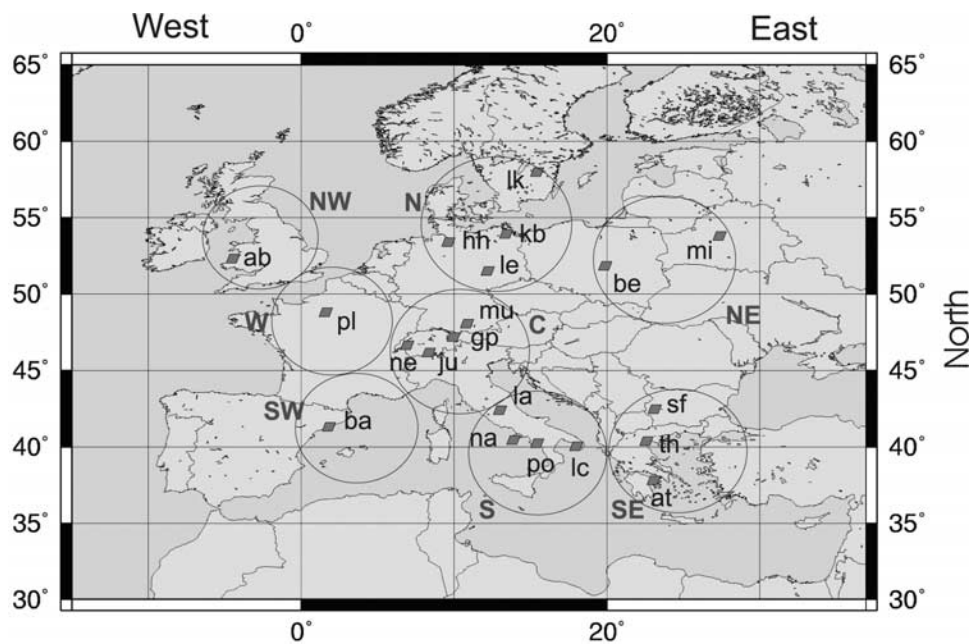 West 0° 20° East
65° 65°
60° 60°
lk
NW N
55° 55°
hh kb
ab mi
le
be
50° 50°
mu
W pl C NE
gp
ne ju
45° 45°
la
SW sf
ba
na th
40° 40°
po lc
at
S SE
35° 35°
30° 30°
0° 20°
North